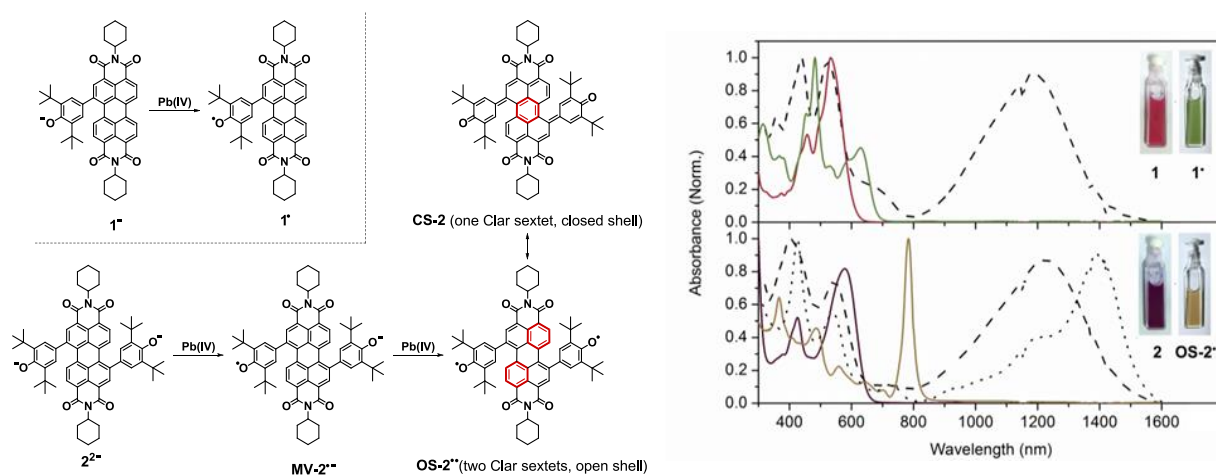 O N O
t-Bu
Pb(IV)
⁻O
•O
t-Bu
O N O
1⁻
1•
O N O
O
O
O N O
CS-2 (one Clar sextet, closed shell)
O N O
O⁻
⁻O
O N O
2²⁻
Pb(IV)
O N O
O⁻
•O
O N O
MV-2•⁻
Pb(IV)
O N O
O•
•O
O N O
OS-2•• (two Clar sextets, open shell)
Absorbance (Norm.)
1.0
0.8
0.6
0.4
0.2
0.0
1 1•
1.0
0.8
0.6
0.4
0.2
0.0
2 OS-2••
400 600 800 1000 1200 1400 1600
Wavelength (nm)